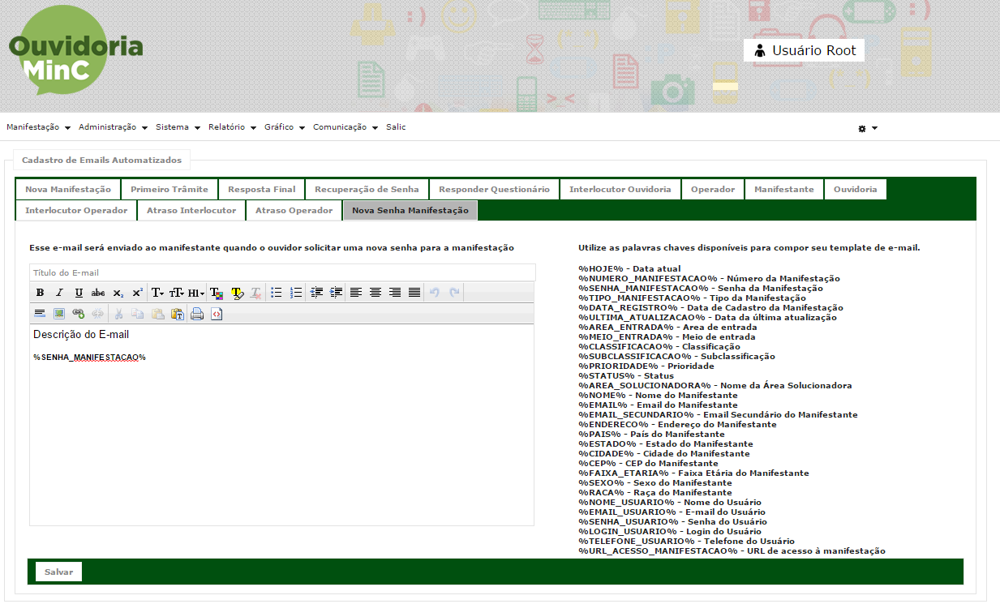 Ouvidoria
MinC
Usuário Root
Manifestação Administração Sistema Relatório Gráfico Comunicação Salic
Cadastro de Emails Automatizados
Nova Manifestação Primeiro Trâmite Resposta Final Recuperação de Senha Responder Questionário Interlocutor Ouvidoria Operador Manifestante Ouvidoria
Interlocutor Operador Atraso Interlocutor Atraso Operador Nova Senha Manifestação
Esse e-mail será enviado ao manifestante quando o ouvidor solicitar uma nova senha para a manifestação
Título do E-mail
B I U abc X₂ X² T tT H1 T T T
Descrição do E-mail
%SENHA_MANIFESTACAO%
Utilize as palavras chaves disponíveis para compor seu template de e-mail.
%HOJE% - Data atual
%NUMERO_MANIFESTACAO% - Número da Manifestação
%SENHA_MANIFESTACAO% - Senha da Manifestação
%TIPO_MANIFESTACAO% - Tipo da Manifestação
%DATA_REGISTRO% - Data de Cadastro da Manifestação
%ULTIMA_ATUALIZACAO% - Data da última atualização
%AREA_ENTRADA% - Area de entrada
%MEIO_ENTRADA% - Meio de entrada
%CLASSIFICACAO% - Classificação
%SUBCLASSIFICACAO% - Subclassificação
%PRIORIDADE% - Prioridade
%STATUS% - Status
%AREA_SOLUCIONADORA% - Nome da Área Solucionadora
%NOME% - Nome do Manifestante
%EMAIL% - Email do Manifestante
%EMAIL_SECUNDARIO% - Email Secundário do Manifestante
%ENDERECO% - Endereço do Manifestante
%PAIS% - País do Manifestante
%ESTADO% - Estado do Manifestante
%CIDADE% - Cidade do Manifestante
%CEP% - CEP do Manifestante
%FAIXA_ETARIA% - Faixa Etária do Manifestante
%SEXO% - Sexo do Manifestante
%RACA% - Raça do Manifestante
%NOME_USUARIO% - Nome do Usuário
%EMAIL_USUARIO% - E-mail do Usuário
%SENHA_USUARIO% - Senha do Usuário
%LOGIN_USUARIO% - Login do Usuário
%TELEFONE_USUARIO% - Telefone do Usuário
%URL_ACESSO_MANIFESTACAO% - URL de acesso à manifestação
Salvar